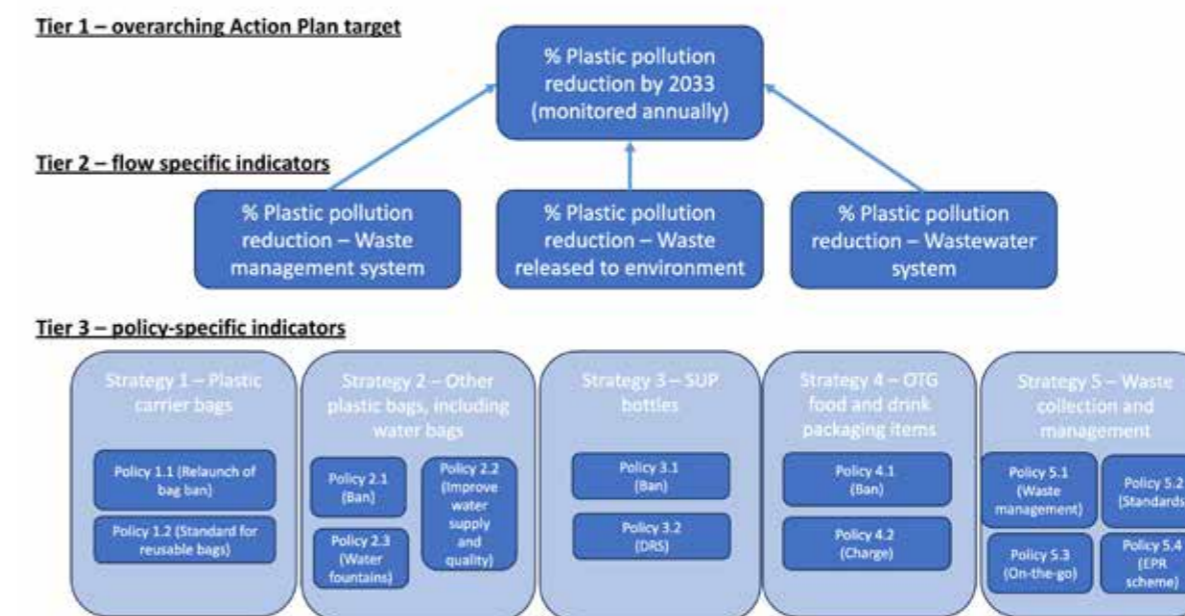 Tier 1 – overarching Action Plan target
% Plastic pollution
reduction by 2033
(monitored annually)
Tier 2 – flow specific indicators
% Plastic pollution
reduction – Waste
management system
% Plastic pollution
reduction – Waste
released to environment
% Plastic pollution
reduction – Wastewater
system
Tier 3 – policy-specific indicators
Strategy 1 – Plastic
carrier bags
Policy 1.1 (Relaunch of
bag ban)
Policy 1.2 (Standard for
reusable bags)
Strategy 2 – Other
plastic bags, including
water bags
Policy 2.1
(Ban)
Policy 2.2
(Improve
water
supply
and
quality)
Policy 2.3
(Water
fountains)
Strategy 3 – SUP
bottles
Policy 3.1
(Ban)
Policy 3.2
(DRS)
Strategy 4 – OTG
food and drink
packaging items
Policy 4.1
(Ban)
Policy 4.2
(Charge)
Strategy 5 – Waste
collection and
management
Policy 5.1
(Waste
management)
Policy 5.2
(Standards
Policy 5.3
(On-the-go)
Policy 5.4
(EPR
scheme)